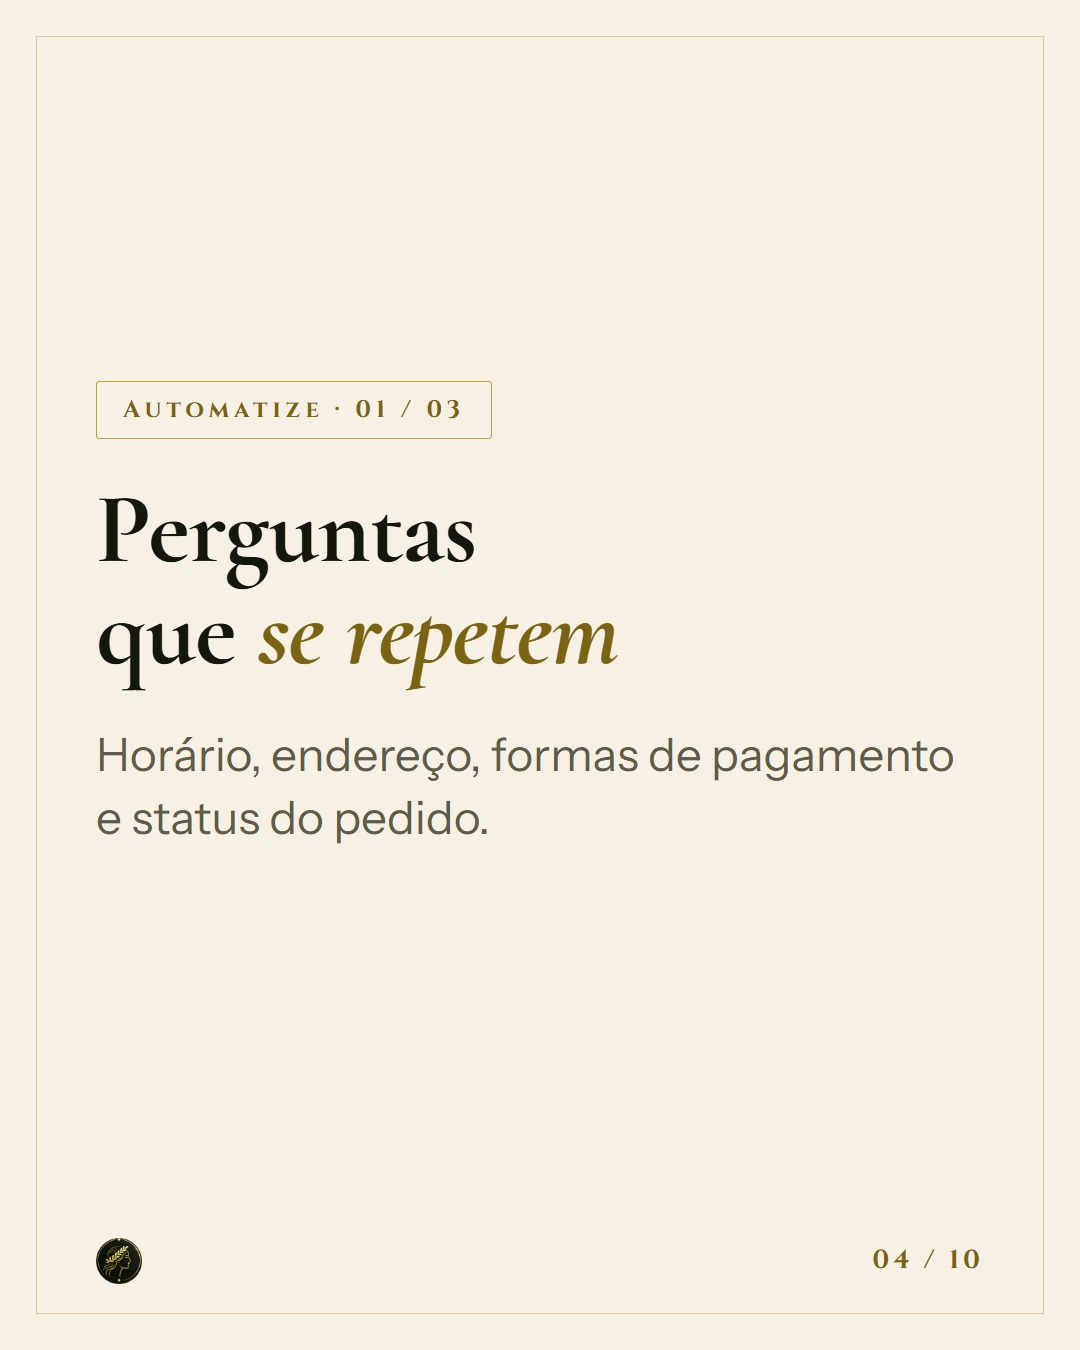 Automatize · 01 / 03
Perguntas
que se repetem
Horário, endereço, formas de pagamento
e status do pedido.
04 / 10